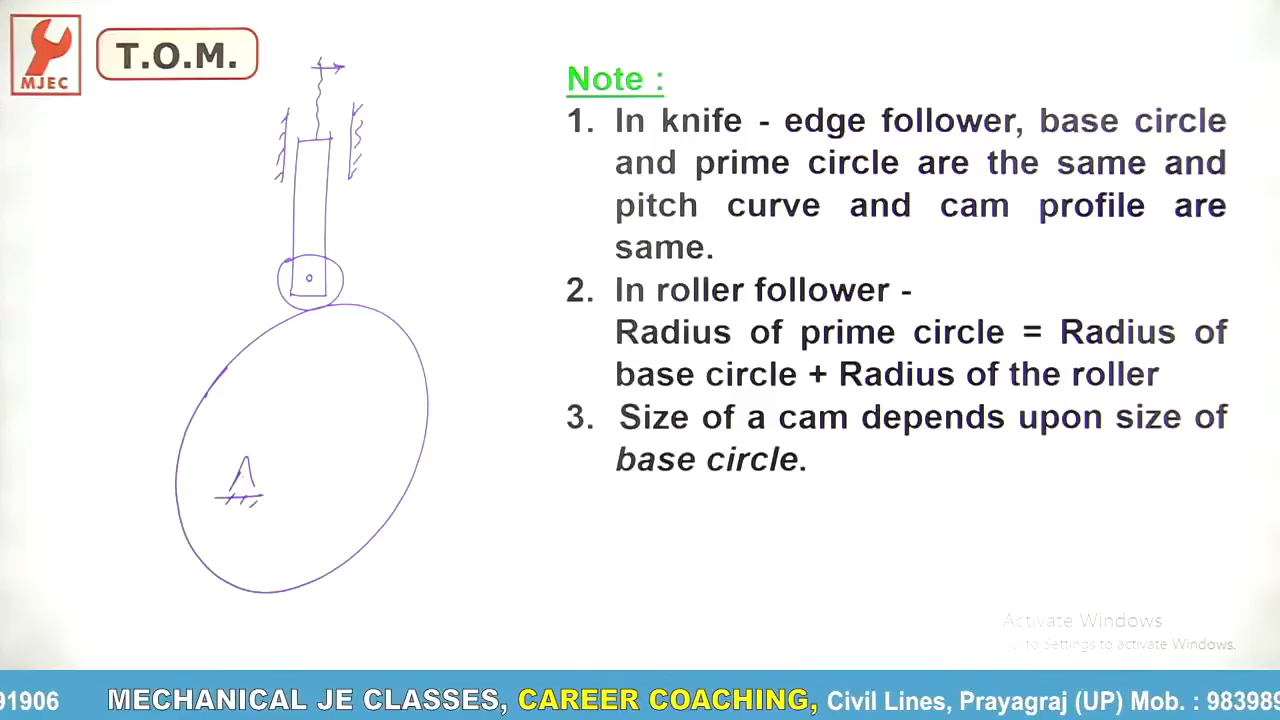 MJEC
T.O.M.
Note :
1. In knife - edge follower, base circle
and prime circle are the same and
pitch curve and cam profile are
same.
2. In roller follower -
Radius of prime circle = Radius of
base circle + Radius of the roller
3. Size of a cam depends upon size of
base circle.
Activate Windows
to Settings to activate Windows.
91906 MECHANICAL JE CLASSES, CAREER COACHING, Civil Lines, Prayagraj (UP) Mob. : 983989